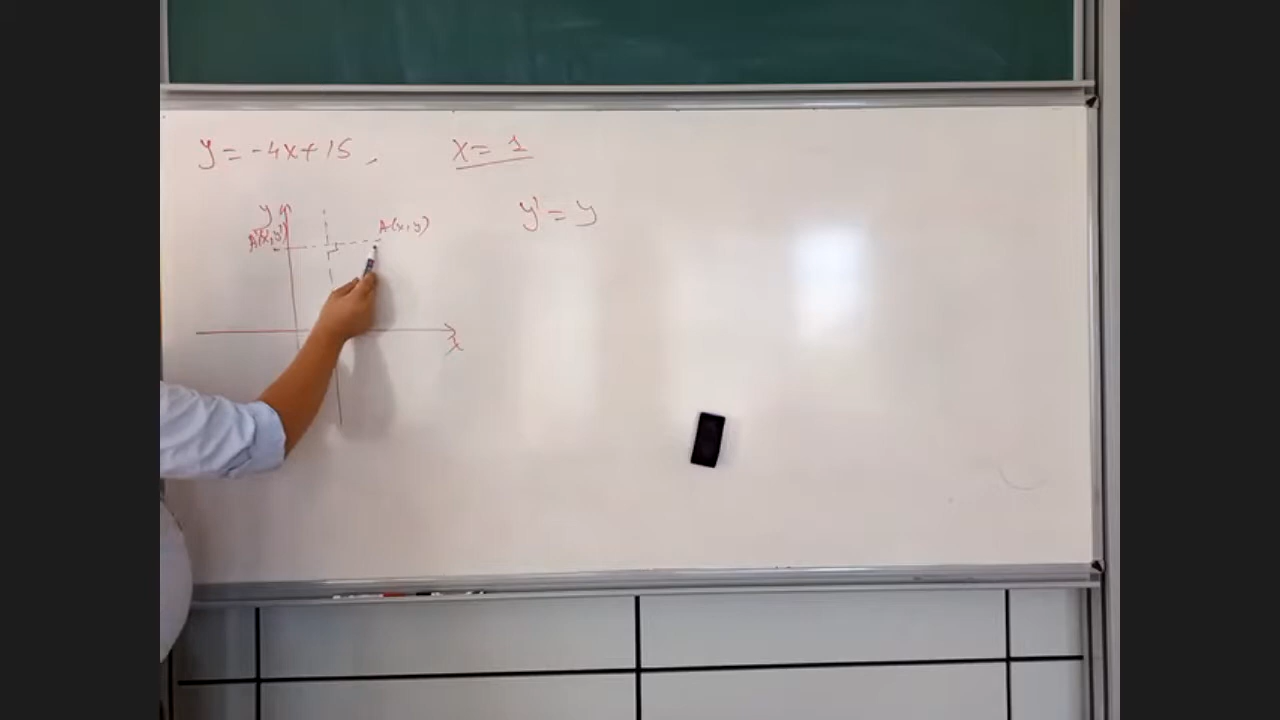 y = -4x+15,
x = 1
y' = y
y
A(x,y)
A'(x',y')
x